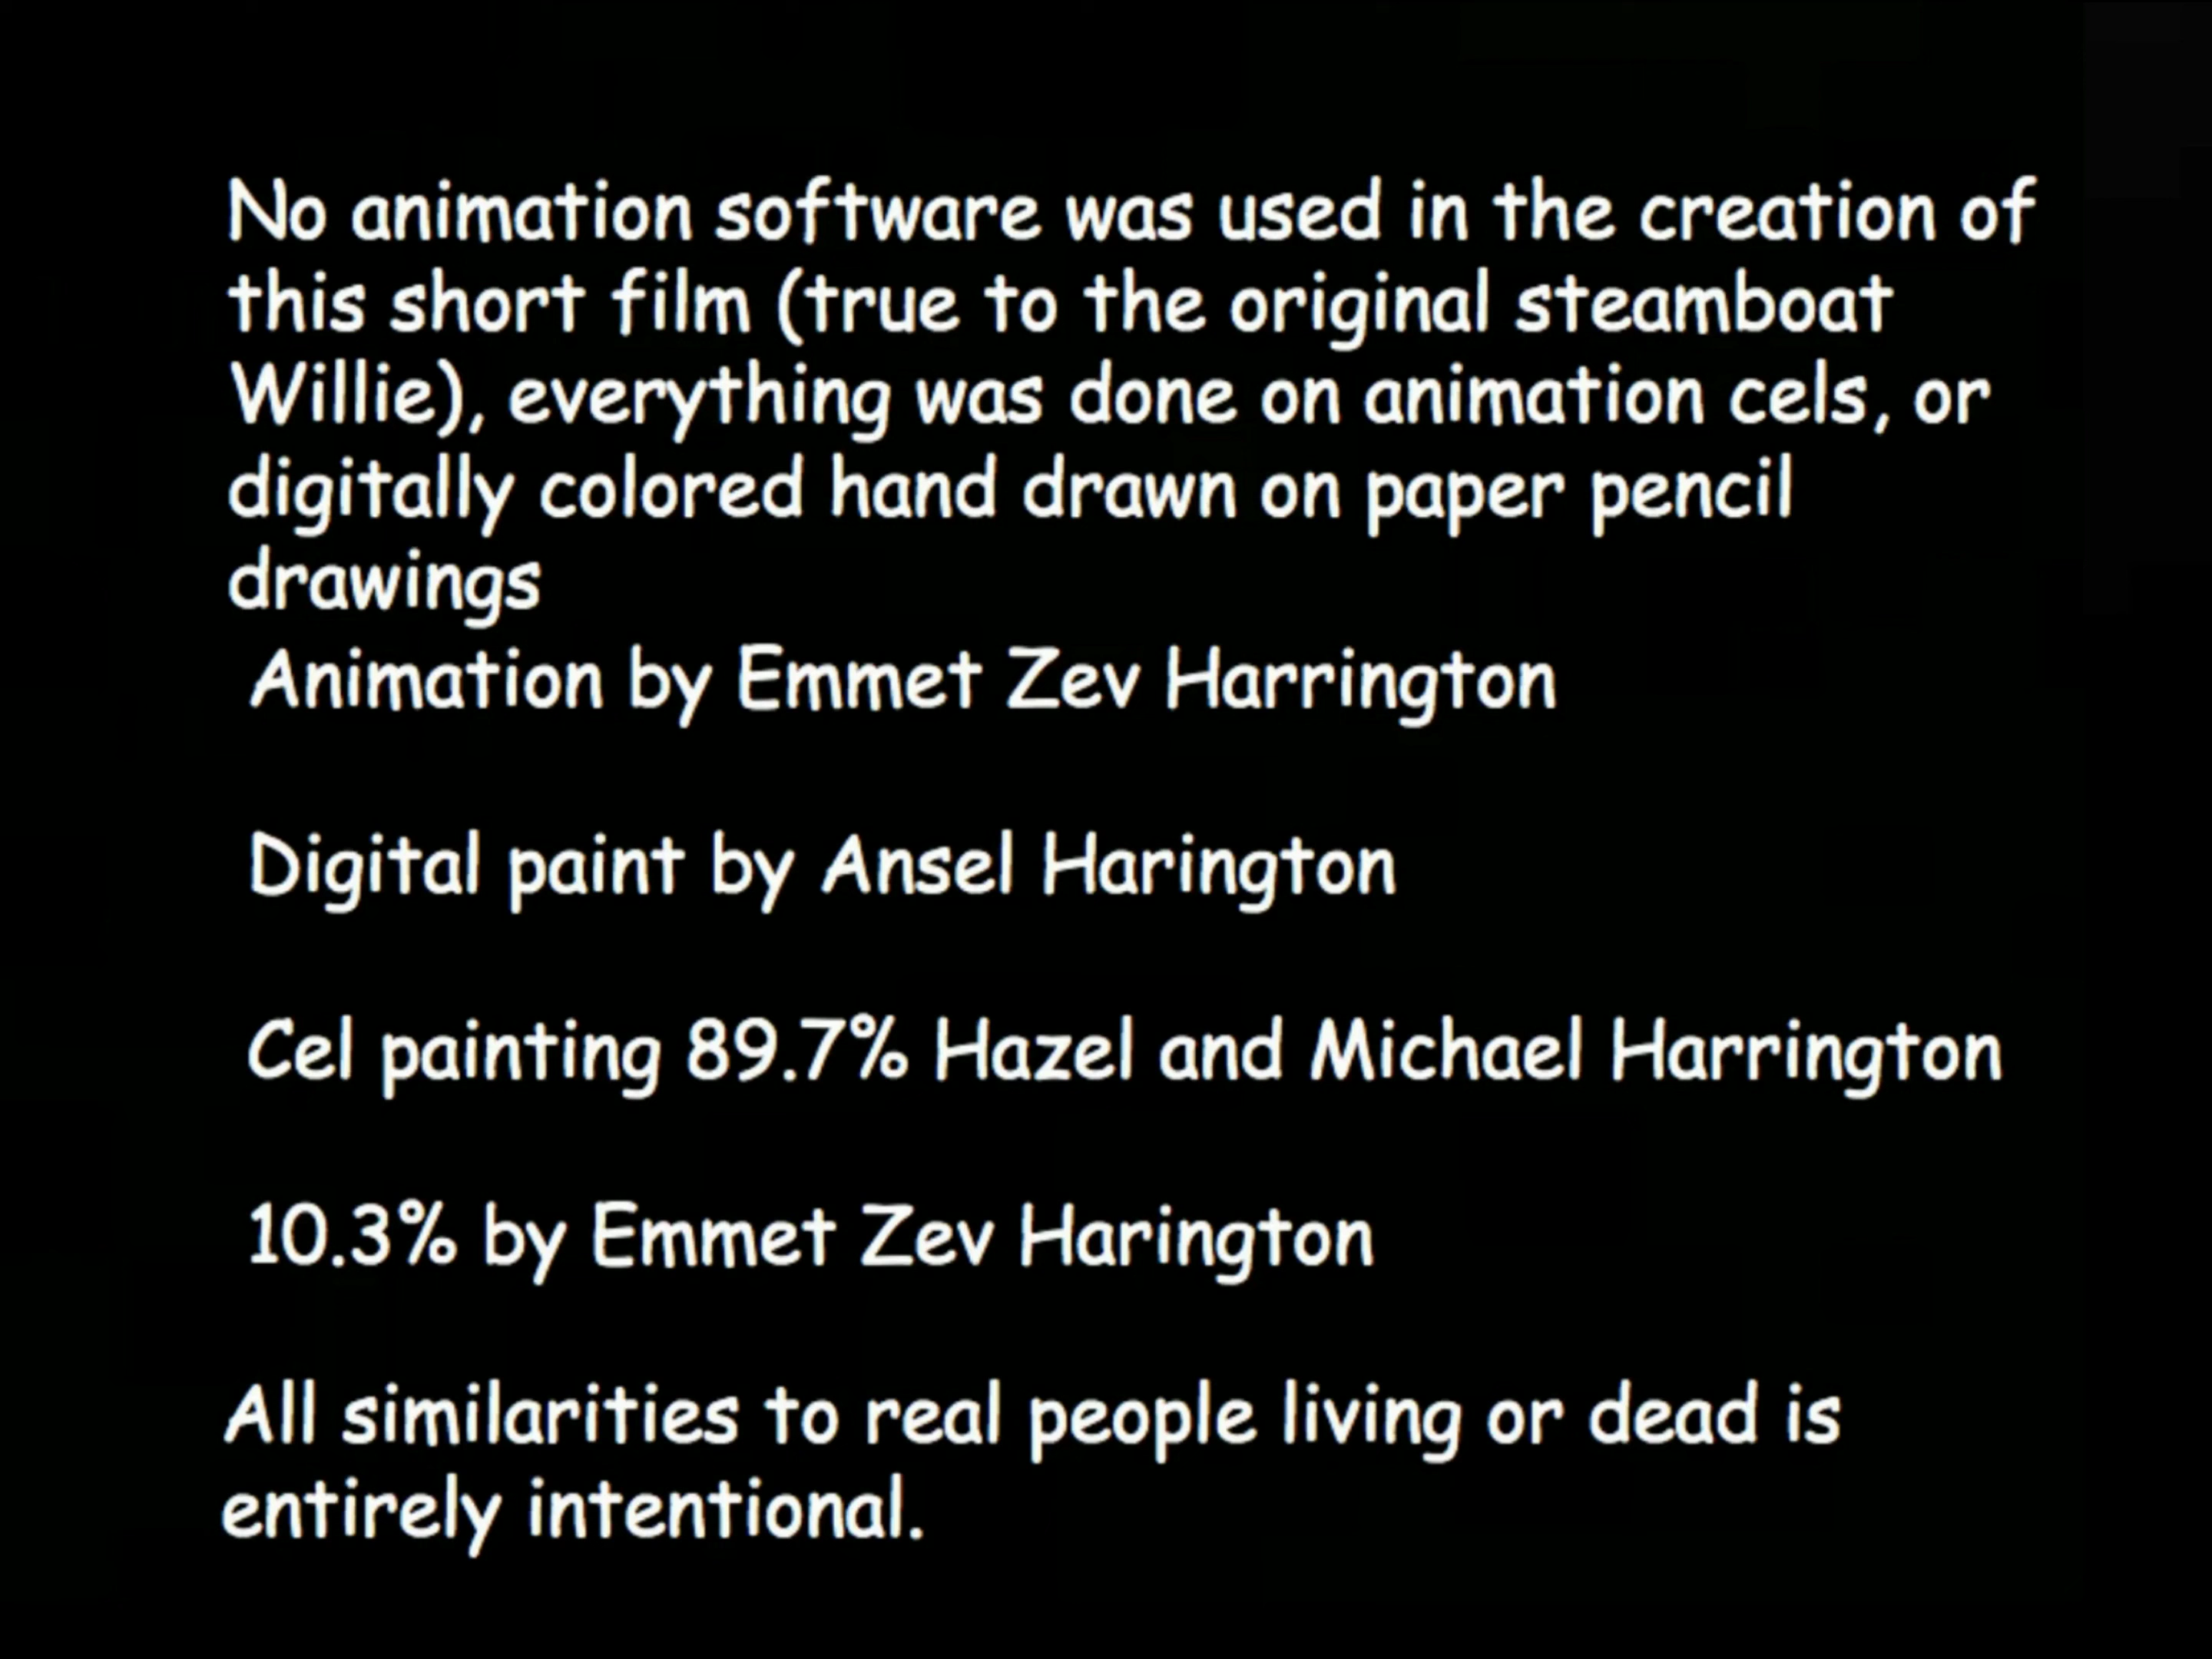 No animation software was used in the creation of
this short film (true to the original steamboat
Willie), everything was done on animation cels, or
digitally colored hand drawn on paper pencil
drawings
Animation by Emmet Zev Harrington
Digital paint by Ansel Harington
Cel painting 89.7% Hazel and Michael Harrington
10.3% by Emmet Zev Harington
All similarities to real people living or dead is
entirely intentional.